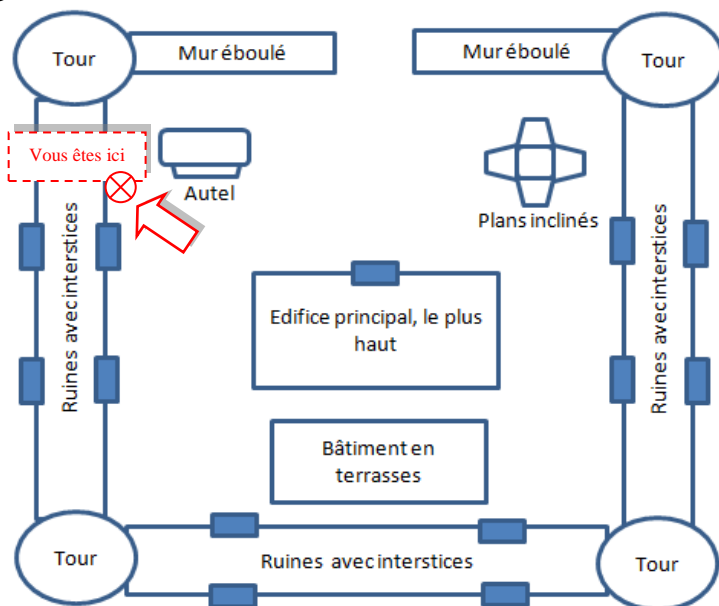 Tour
Mur éboulé
Mur éboulé
Tour
Vous êtes ici
Autel
Plans inclinés
Ruines avec interstices
Edifice principal, le plus
haut
Ruines avec interstices
Bâtiment en
terrasses
Tour
Ruines avec interstices
Tour